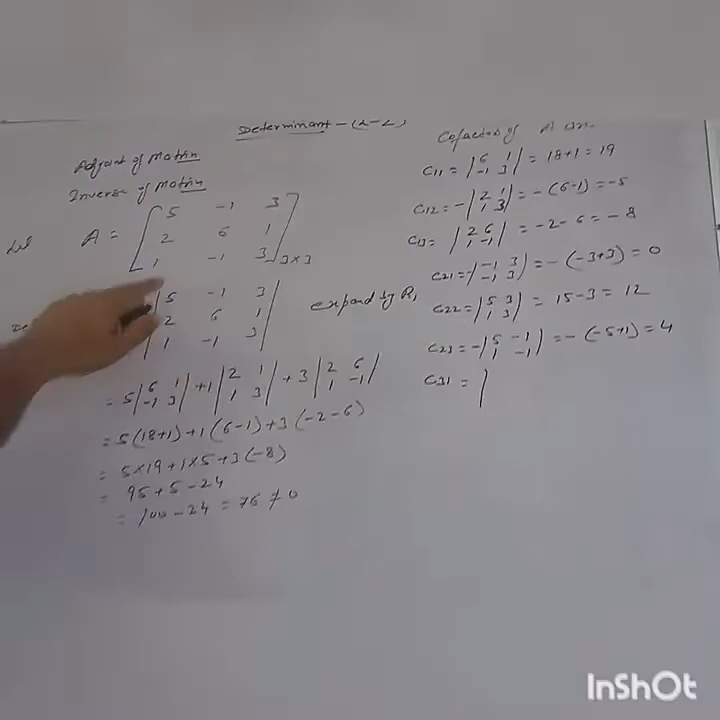 Determinant - (L-2)
Adjoint of Matrix
Inverse of Matrix
Let A = [ 5 -1 3
2 6 1
1 -1 3 ] 3×3
| 5 -1 3
2 6 1
1 -1 3 | expand by R1
= 5 | 6 1 -1 3 | + 1 | 2 1 1 3 | + 3 | 2 6 1 -1 |
= 5(18+1) + 1(6-1) + 3(-2-6)
= 5×19 + 1×5 + 3(-8)
= 95 + 5 - 24
= 100 - 24 = 76 ≠ 0
Cofactors of A are
C11 = | 6 1 -1 3 | = 18+1 = 19
C12 = - | 2 1 1 3 | = -(6-1) = -5
C13 = | 2 6 1 -1 | = -2-6 = -8
C21 = - | -1 3 -1 3 | = -(-3+3) = 0
C22 = | 5 3 1 3 | = 15-3 = 12
C23 = - | 5 -1 1 -1 | = -(-5+1) = 4
C31 = |
InShOt